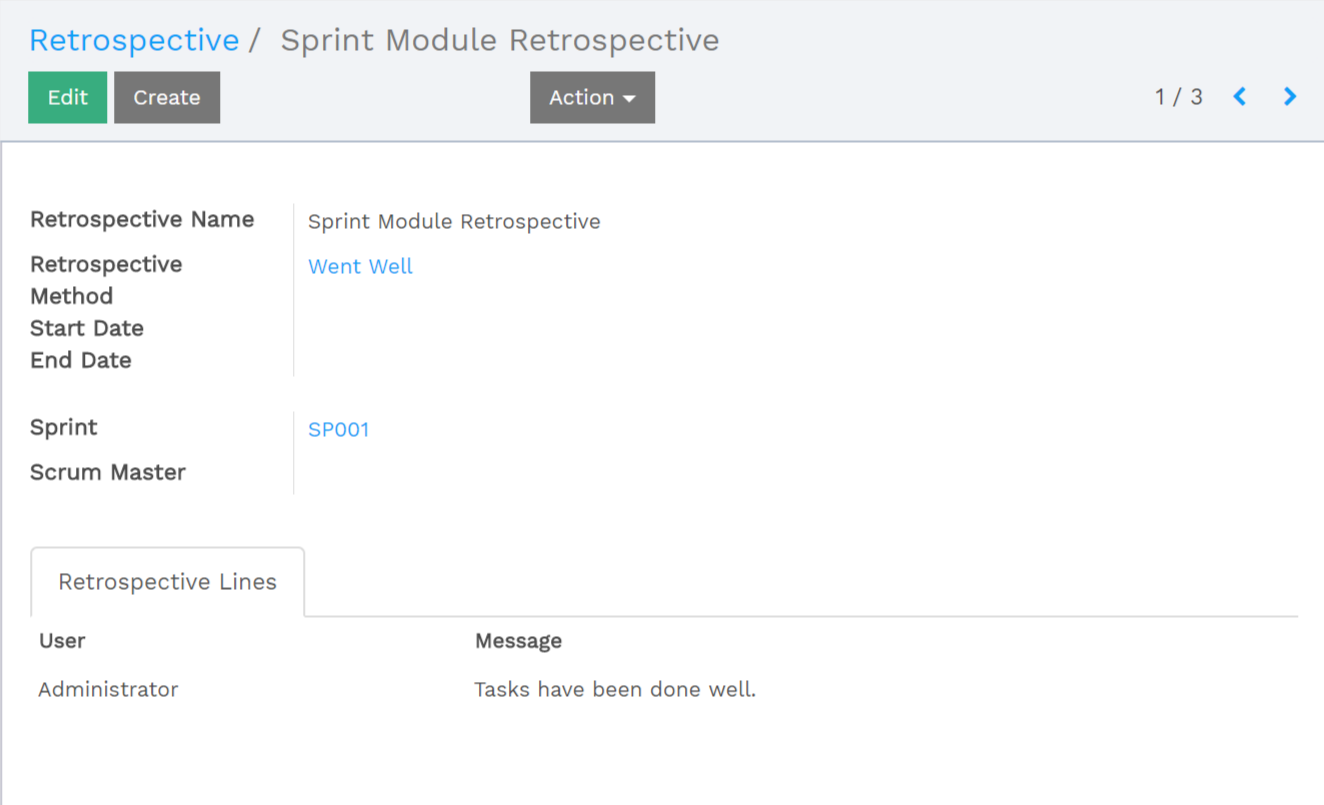 Retrospective / Sprint Module Retrospective
Edit Create Action 1 / 3
Retrospective Name Sprint Module Retrospective
Retrospective Went Well
Method
Start Date
End Date
Sprint SP001
Scrum Master
Retrospective Lines
User Message
Administrator Tasks have been done well.